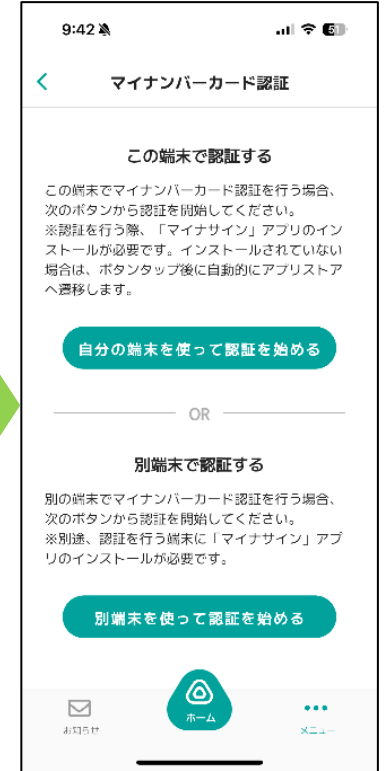 9:42
51
マイナンバーカード認証
この端末で認証する
この端末でマイナンバーカード認証を行う場合、
次のボタンから認証を開始してください。
※認証を行う際、「マイナサイン」アプリのイン
ストールが必要です。インストールされていない
場合は、ボタンタップ後に自動的にアプリストア
へ遷移します。
自分の端末を使って認証を始める
OR
別端末で認証する
別の端末でマイナンバーカード認証を行う場合、
次のボタンから認証を開始してください。
※別途、認証を行う端末に「マイナサイン」アプ
リのインストールが必要です。
別端末を使って認証を始める
お知らせ
ホーム
メニュー